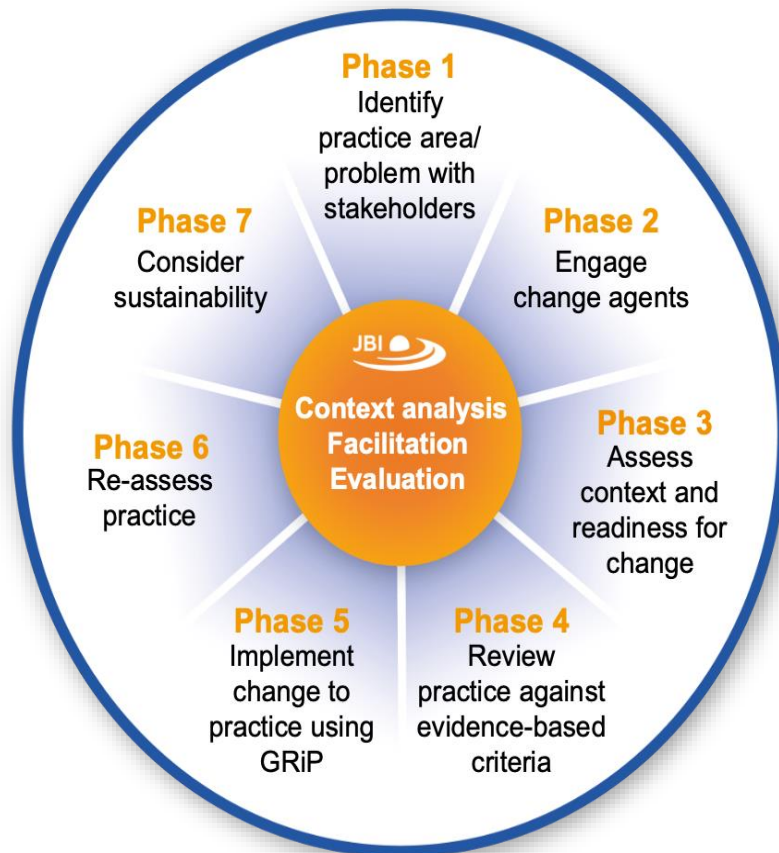 Phase 1
Identify
practice area/
problem with
stakeholders
Phase 2
Engage
change agents
Phase 3
Assess
context and
readiness for
change
Phase 4
Review
practice against
evidence-based
criteria
Phase 5
Implement
change to
practice using
GRiP
Phase 6
Re-assess
practice
Phase 7
Consider
sustainability
JBI
Context analysis
Facilitation
Evaluation